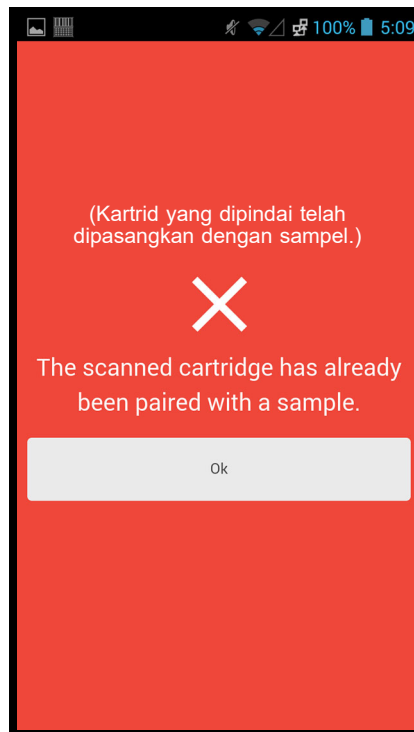 100% 5:09
(Kartrid yang dipindai telah
dipasangkan dengan sampel.)
The scanned cartridge has already
been paired with a sample.
Ok